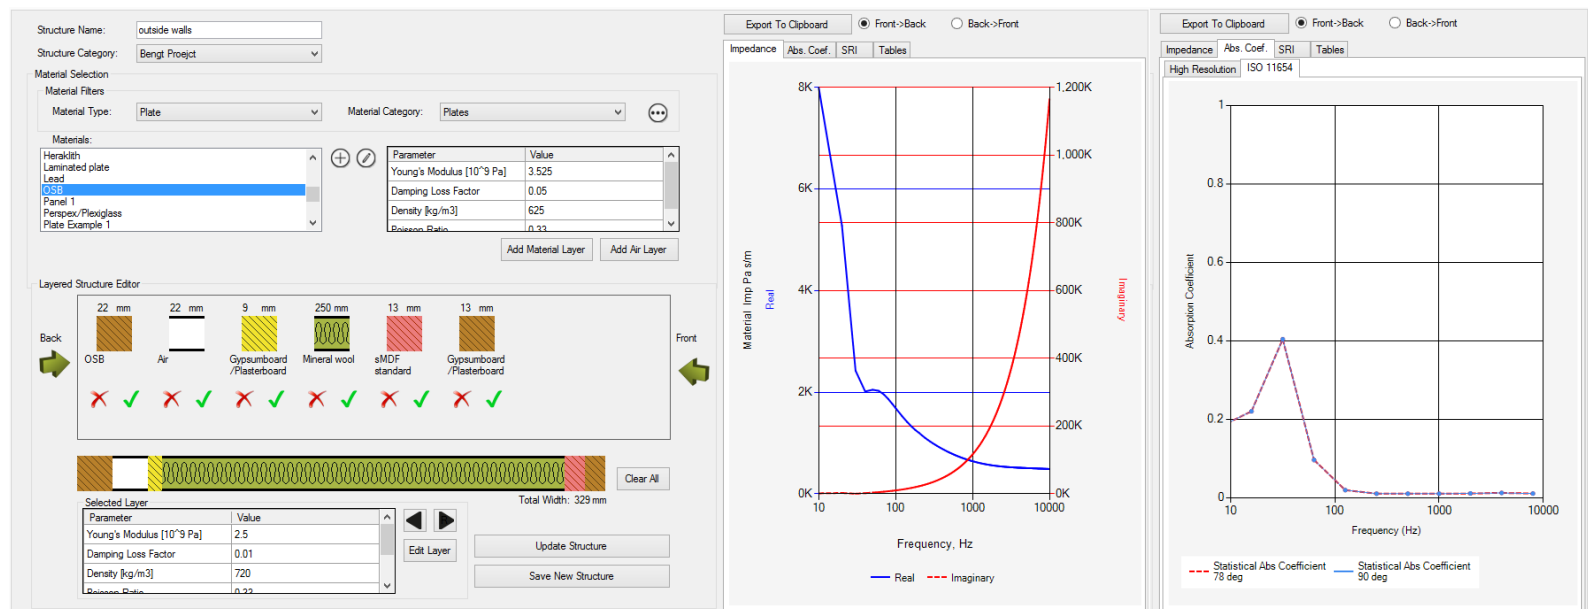 Structure Name: outside walls
Structure Category: Bengt Proejct
Material Selection
Material Filters
Material Type: Plate Material Category: Plates
Materials:
Heraklith
Laminated plate
Lead
OSB
Panel 1
Perspex/Plexiglass
Plate Example 1
Parameter Value
Young's Modulus [10^9 Pa] 3.525
Damping Loss Factor 0.05
Density [kg/m3] 625
Poisson Ratio 0.33
Add Material Layer Add Air Layer
Layered Structure Editor
Back
Front
22 mm 22 mm 9 mm 250 mm 13 mm 13 mm
OSB Air Gypsumboard Mineral wool sMDF Gypsumboard
/Plasterboard standard /Plasterboard
Clear All
Total Width: 329 mm
Selected Layer
Parameter Value
Young's Modulus [10^9 Pa] 2.5
Damping Loss Factor 0.01
Density [kg/m3] 720
Poisson Ratio 0.33
Edit Layer
Update Structure
Save New Structure
Export To Clipboard Front->Back Back->Front
Impedance Abs. Coef. SRI Tables
8K
6K
4K
2K
0K
Material Imp Pa s/m
Real
1,200K
1,000K
800K
600K
400K
200K
0K
Imaginary
10 100 1000 10000
Frequency, Hz
Real Imaginary
Export To Clipboard Front->Back Back->Front
Impedance Abs. Coef. SRI Tables
High Resolution ISO 11654
1
0.8
0.6
0.4
0.2
0
Absorption Coefficient
10 100 1000 10000
Frequency (Hz)
Statistical Abs Coefficient Statistical Abs Coefficient
78 deg 90 deg